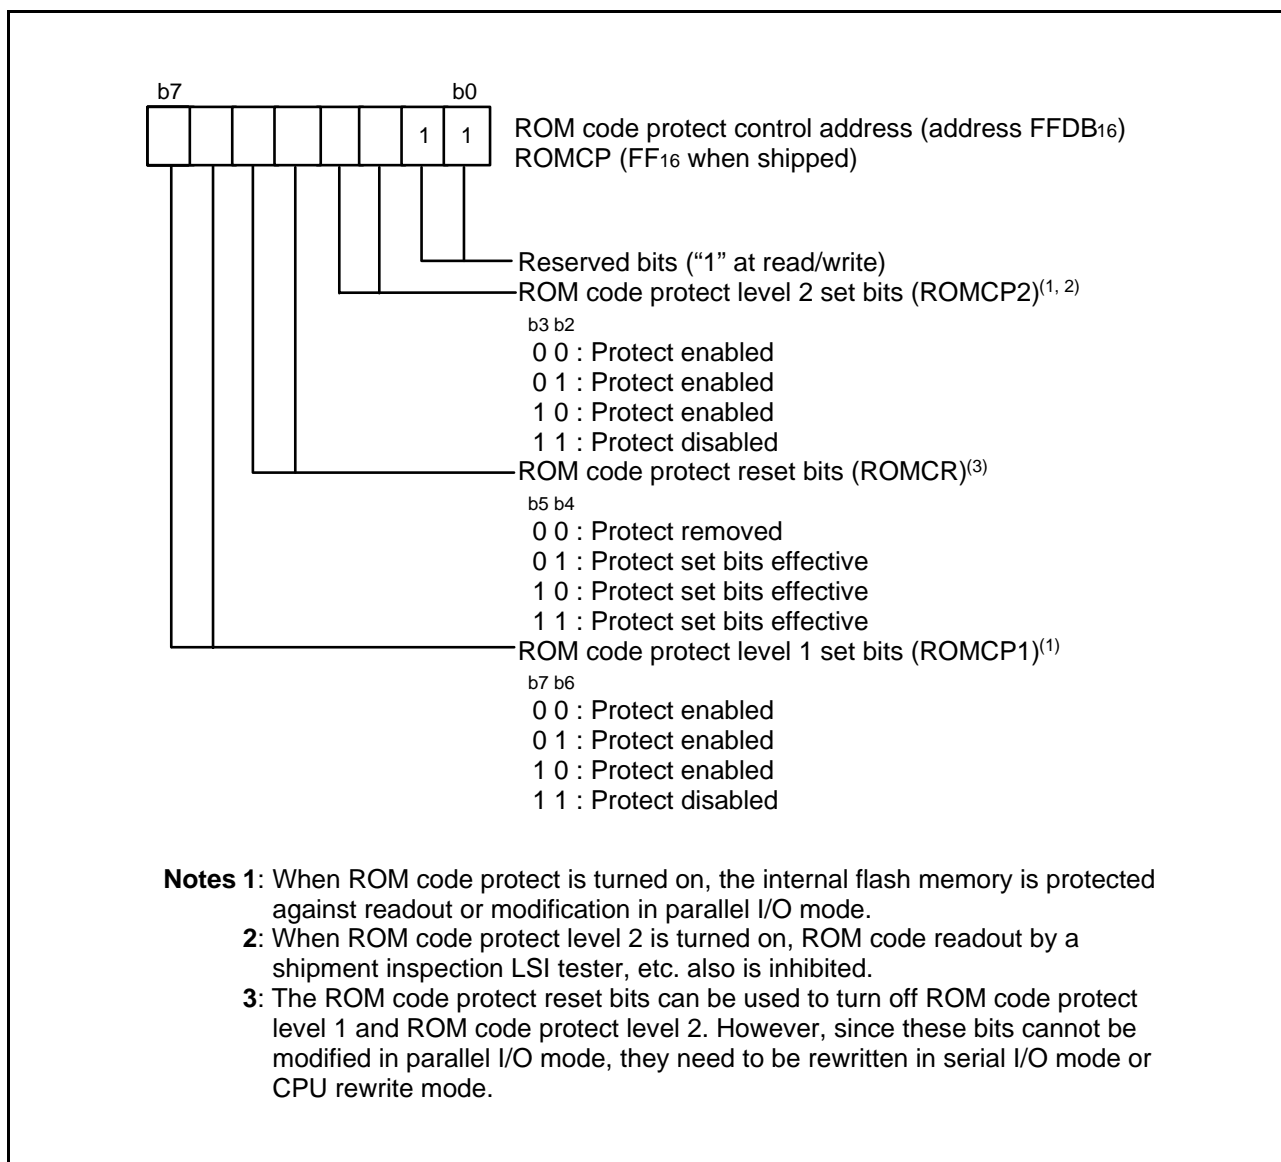 b7 b0
1 1
ROM code protect control address (address FFDB16)
ROMCP (FF16 when shipped)
Reserved bits (“1” at read/write)
ROM code protect level 2 set bits (ROMCP2)(1, 2)
b3 b2
0 0 : Protect enabled
0 1 : Protect enabled
1 0 : Protect enabled
1 1 : Protect disabled
ROM code protect reset bits (ROMCR)(3)
b5 b4
0 0 : Protect removed
0 1 : Protect set bits effective
1 0 : Protect set bits effective
1 1 : Protect set bits effective
ROM code protect level 1 set bits (ROMCP1)(1)
b7 b6
0 0 : Protect enabled
0 1 : Protect enabled
1 0 : Protect enabled
1 1 : Protect disabled
Notes 1: When ROM code protect is turned on, the internal flash memory is protected
against readout or modification in parallel I/O mode.
2: When ROM code protect level 2 is turned on, ROM code readout by a
shipment inspection LSI tester, etc. also is inhibited.
3: The ROM code protect reset bits can be used to turn off ROM code protect
level 1 and ROM code protect level 2. However, since these bits cannot be
modified in parallel I/O mode, they need to be rewritten in serial I/O mode or
CPU rewrite mode.